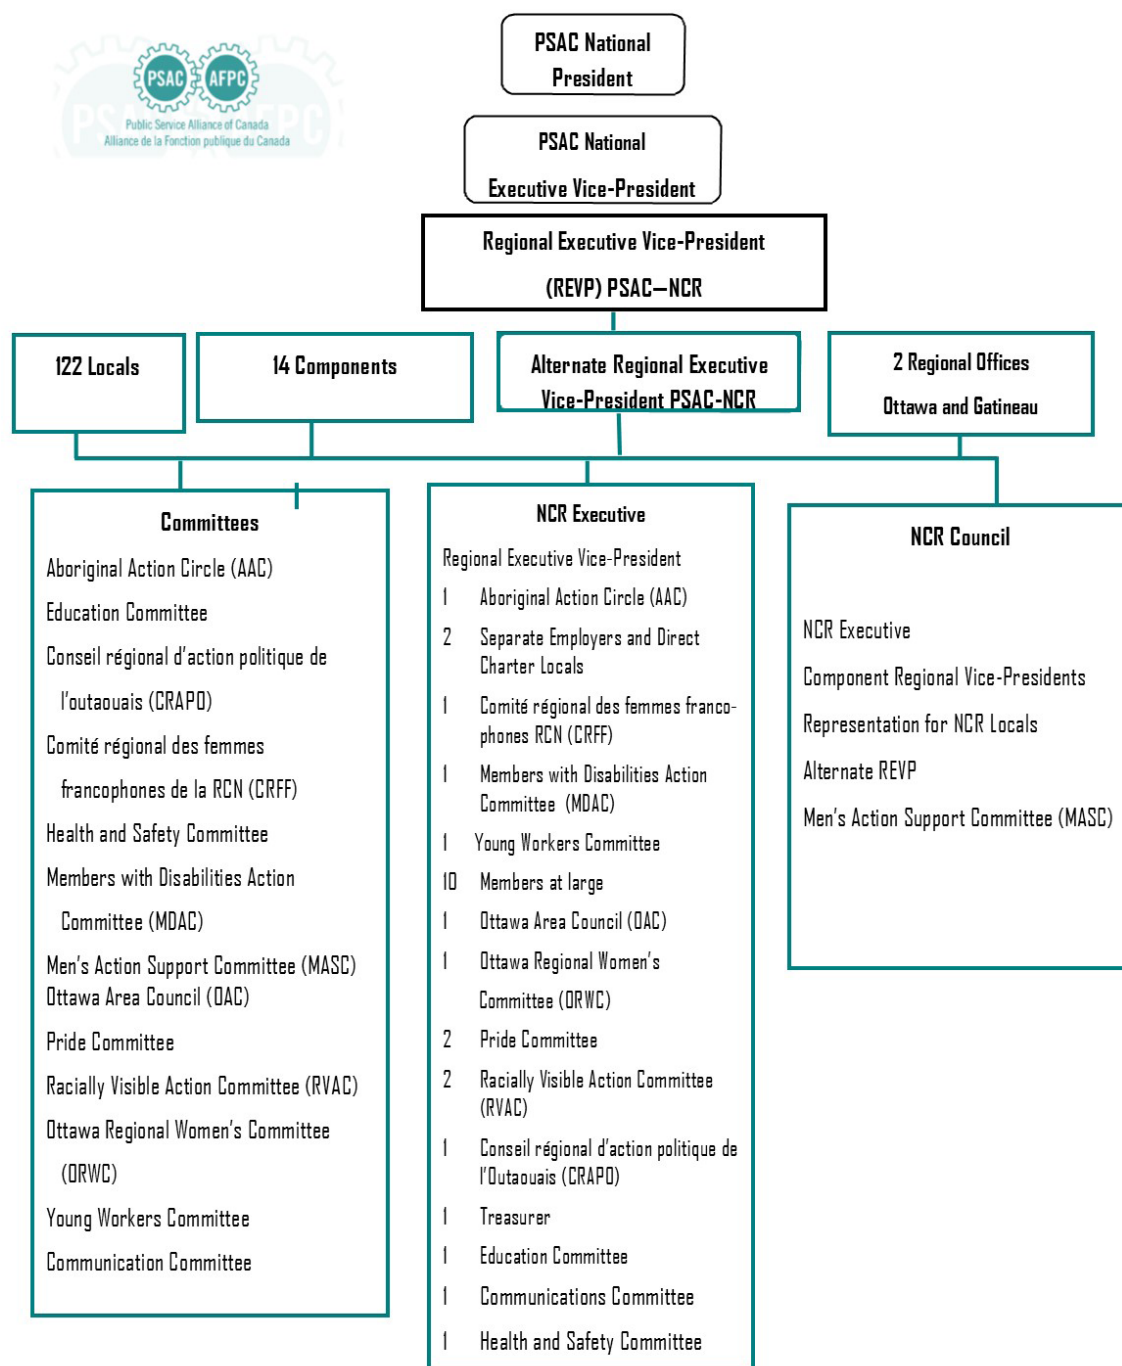 PSAC AFPC
Public Service Alliance of Canada
Alliance de la Fonction publique du Canada
PSAC National
President
PSAC National
Executive Vice-President
Regional Executive Vice-President
(REVP) PSAC—NCR
122 Locals
14 Components
Alternate Regional Executive
Vice-President PSAC-NCR
2 Regional Offices
Ottawa and Gatineau
Committees
Aboriginal Action Circle (AAC)
Education Committee
Conseil régional d’action politique de
l’outaouais (CRAPO)
Comité régional des femmes
francophones de la RCN (CRFF)
Health and Safety Committee
Members with Disabilities Action
Committee (MDAC)
Men’s Action Support Committee (MASC)
Ottawa Area Council (OAC)
Pride Committee
Racially Visible Action Committee (RVAC)
Ottawa Regional Women’s Committee
(ORWC)
Young Workers Committee
Communication Committee
NCR Executive
Regional Executive Vice-President
1 Aboriginal Action Circle (AAC)
2 Separate Employers and Direct
Charter Locals
1 Comité régional des femmes franco-
phones RCN (CRFF)
1 Members with Disabilities Action
Committee (MDAC)
1 Young Workers Committee
10 Members at large
1 Ottawa Area Council (OAC)
1 Ottawa Regional Women’s
Committee (ORWC)
2 Pride Committee
2 Racially Visible Action Committee
(RVAC)
1 Conseil régional d’action politique de
l’Outaouais (CRAPO)
1 Treasurer
1 Education Committee
1 Communications Committee
1 Health and Safety Committee
NCR Council
NCR Executive
Component Regional Vice-Presidents
Representation for NCR Locals
Alternate REVP
Men’s Action Support Committee (MASC)